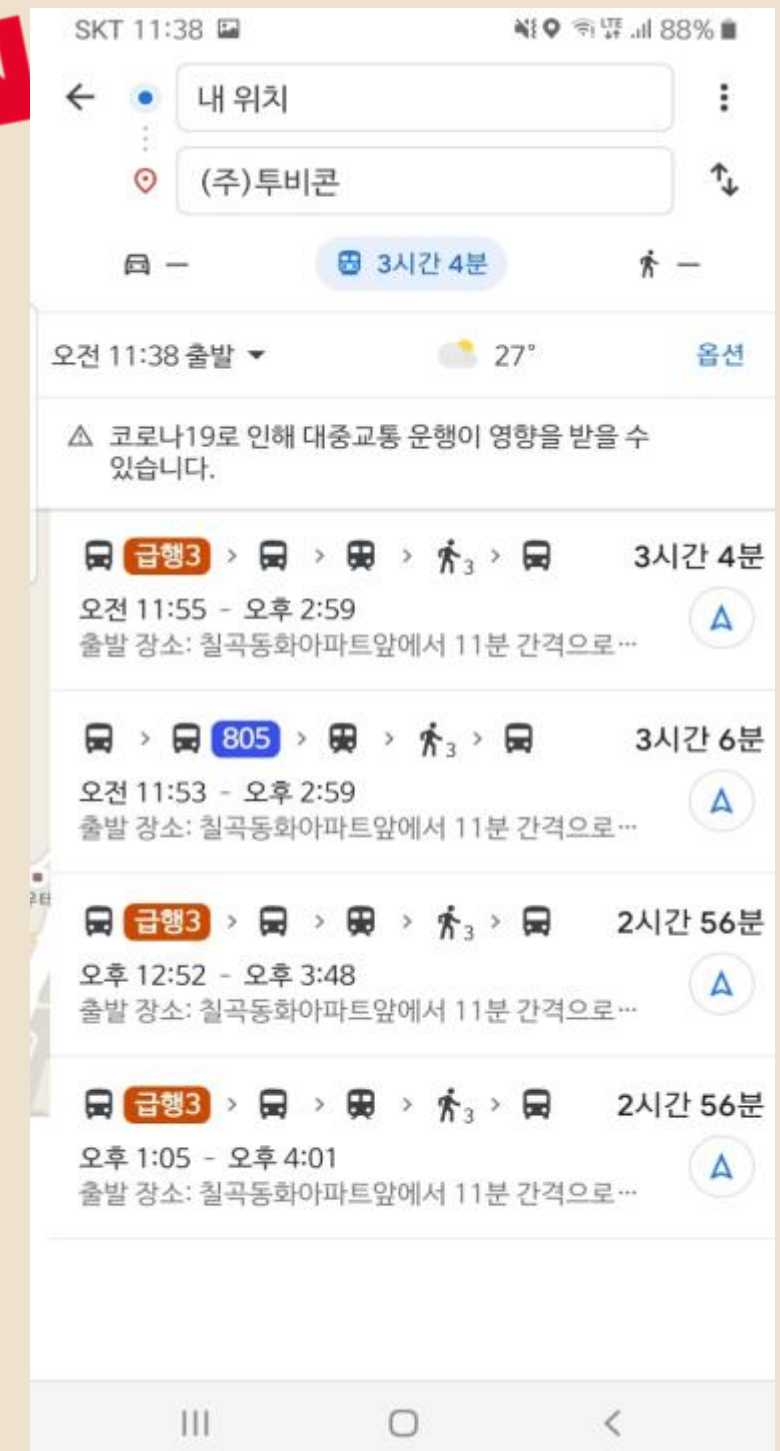 SKT 11:38 LTE 88%
내 위치
(주)투비콘
— 3시간 4분 —
오전 11:38 출발 27° 옵션
코로나19로 인해 대중교통 운행이 영향을 받을 수
있습니다.
급행3 > > > 3 > 3시간 4분
오전 11:55 - 오후 2:59
출발 장소: 칠곡동화아파트앞에서 11분 간격으로…
> 805 > > 3 > 3시간 6분
오전 11:53 - 오후 2:59
출발 장소: 칠곡동화아파트앞에서 11분 간격으로…
급행3 > > > 3 > 2시간 56분
오후 12:52 - 오후 3:48
출발 장소: 칠곡동화아파트앞에서 11분 간격으로…
급행3 > > > 3 > 2시간 56분
오후 1:05 - 오후 4:01
출발 장소: 칠곡동화아파트앞에서 11분 간격으로…